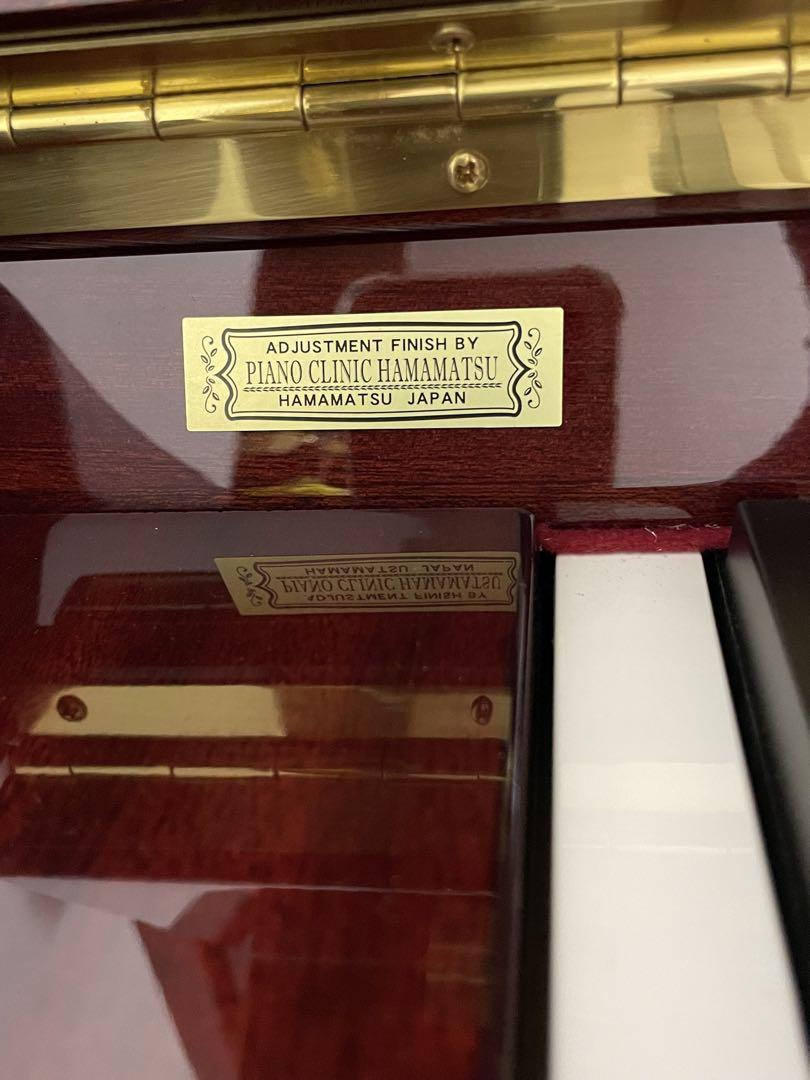 ADJUSTMENT FINISH BY
PIANO CLINIC HAMAMATSU
HAMAMATSU JAPAN